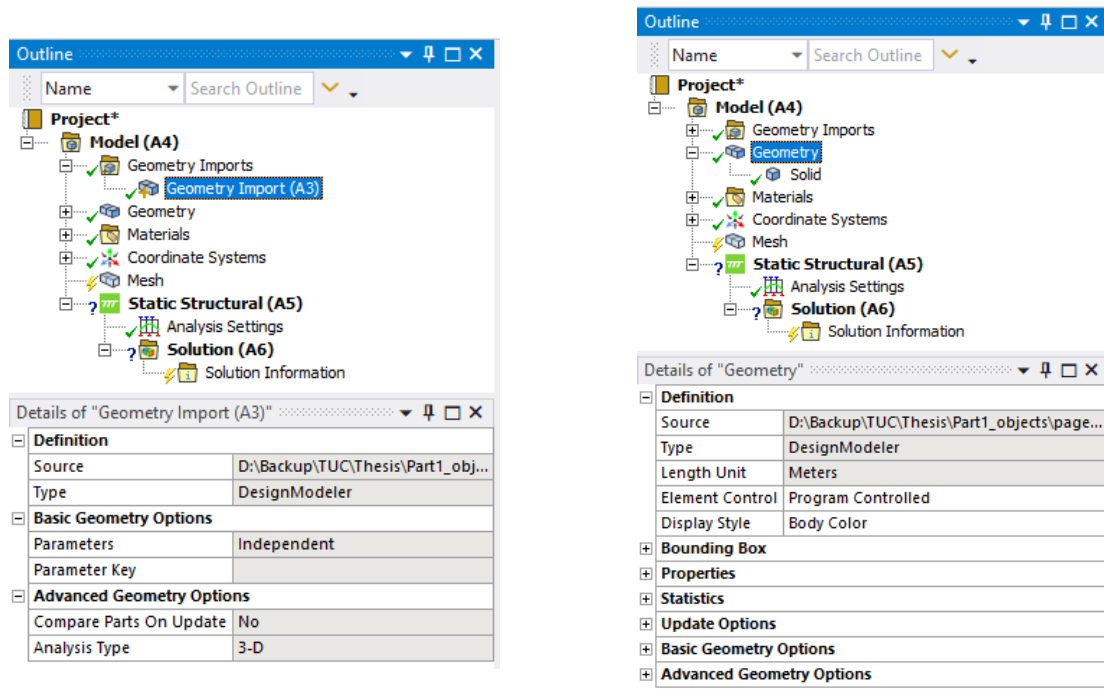 Outline
Name
Search Outline
Project*
Model (A4)
Geometry Imports
Geometry Import (A3)
Geometry
Materials
Coordinate Systems
Mesh
Static Structural (A5)
Analysis Settings
Solution (A6)
Solution Information
Details of "Geometry Import (A3)"
Definition
Source D:\Backup\TUC\Thesis\Part1_obj...
Type DesignModeler
Basic Geometry Options
Parameters Independent
Parameter Key
Advanced Geometry Options
Compare Parts On Update No
Analysis Type 3-D
Outline
Name
Search Outline
Project*
Model (A4)
Geometry Imports
Geometry
Solid
Materials
Coordinate Systems
Mesh
Static Structural (A5)
Analysis Settings
Solution (A6)
Solution Information
Details of "Geometry"
Definition
Source D:\Backup\TUC\Thesis\Part1_objects\page...
Type DesignModeler
Length Unit Meters
Element Control Program Controlled
Display Style Body Color
Bounding Box
Properties
Statistics
Update Options
Basic Geometry Options
Advanced Geometry Options